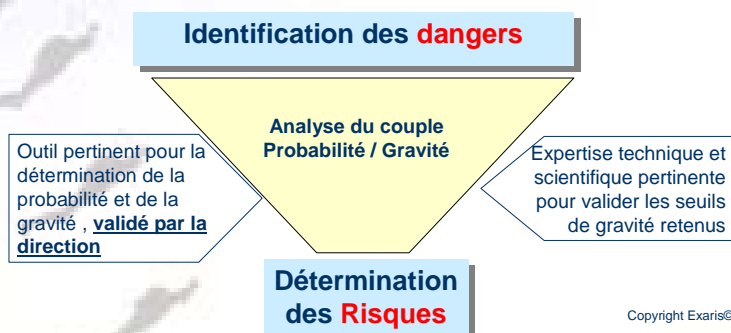 Identification des dangers
Analyse du couple
Probabilité / Gravité
Outil pertinent pour la
détermination de la
probabilité et de la
gravité , validé par la
direction
Expertise technique et
scientifique pertinente
pour valider les seuils
de gravité retenus
Détermination
des Risques
Copyright Exaris©